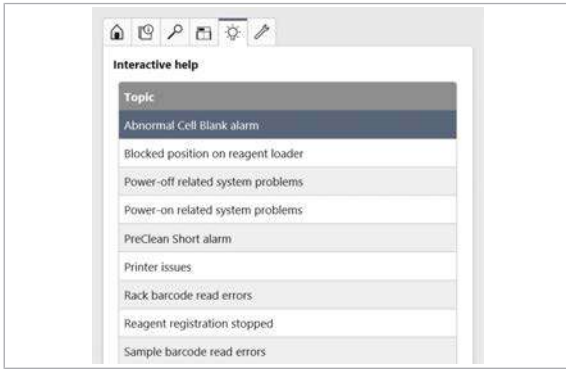 Interactive help
Topic
Abnormal Cell Blank alarm
Blocked position on reagent loader
Power-off related system problems
Power-on related system problems
PreClean Short alarm
Printer issues
Rack barcode read errors
Reagent registration stopped
Sample barcode read errors